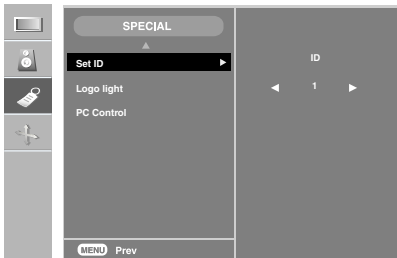 SPECIAL
Set ID
Logo light
PC Control
ID
1
MENU Prev